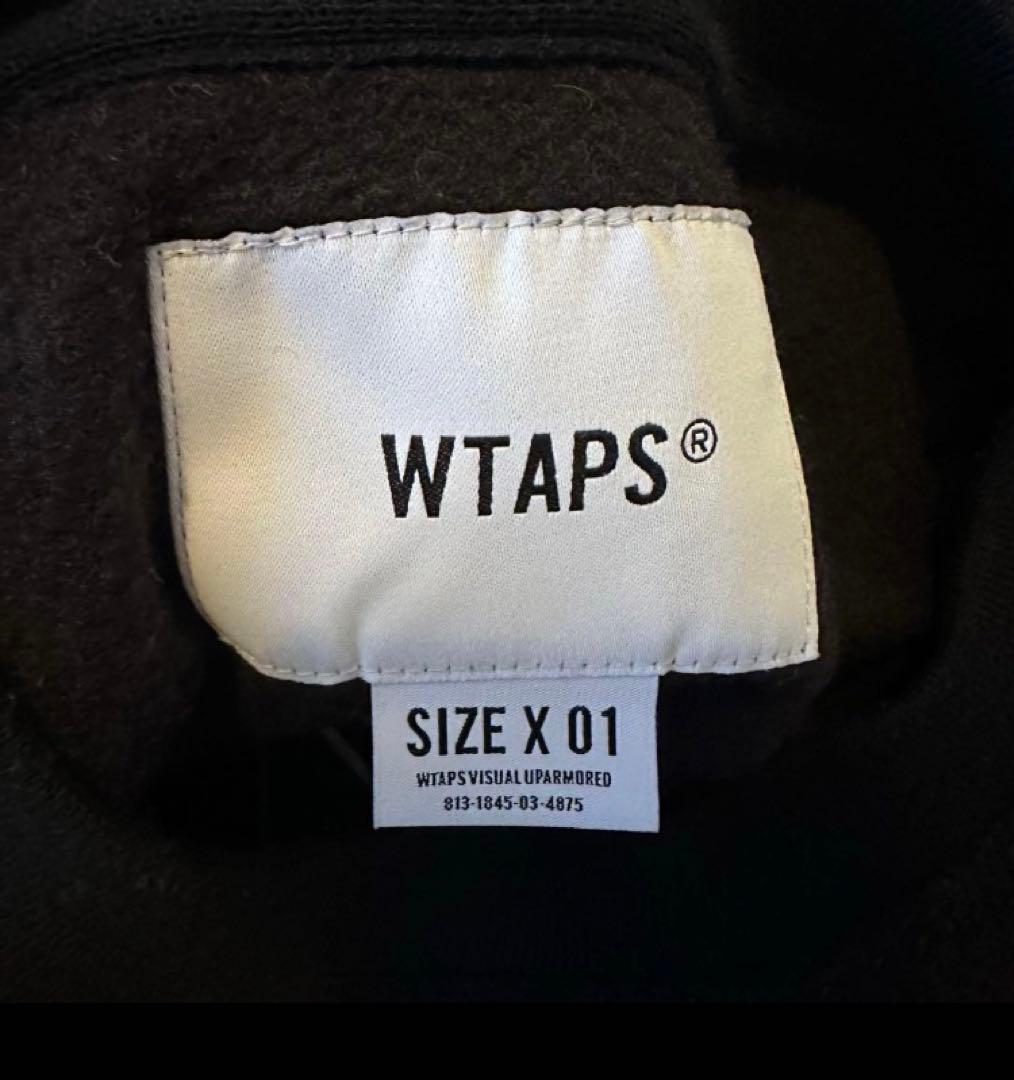 WTAPS®
SIZE X 01
WTAPS VISUAL UPARMORED
813-1845-03-4875